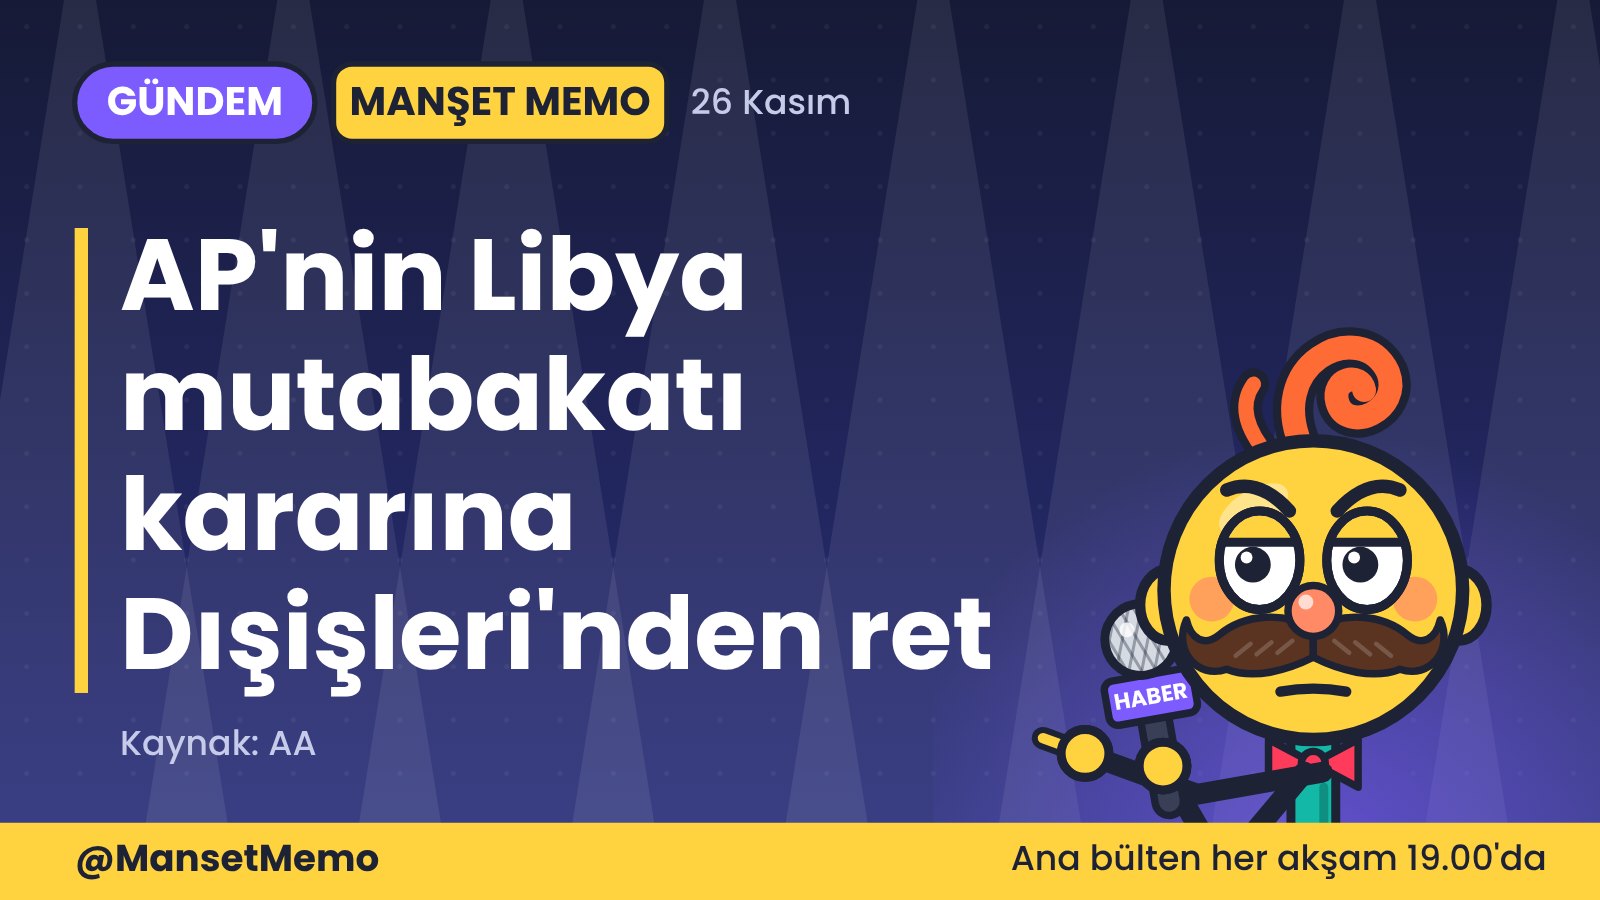 GÜNDEM MANŞET MEMO 26 Kasım
AP'nin Libya
mutabakatı
kararına
Dışişleri'nden ret
Kaynak: AA
HABER
@MansetMemo Ana bülten her akşam 19.00'da